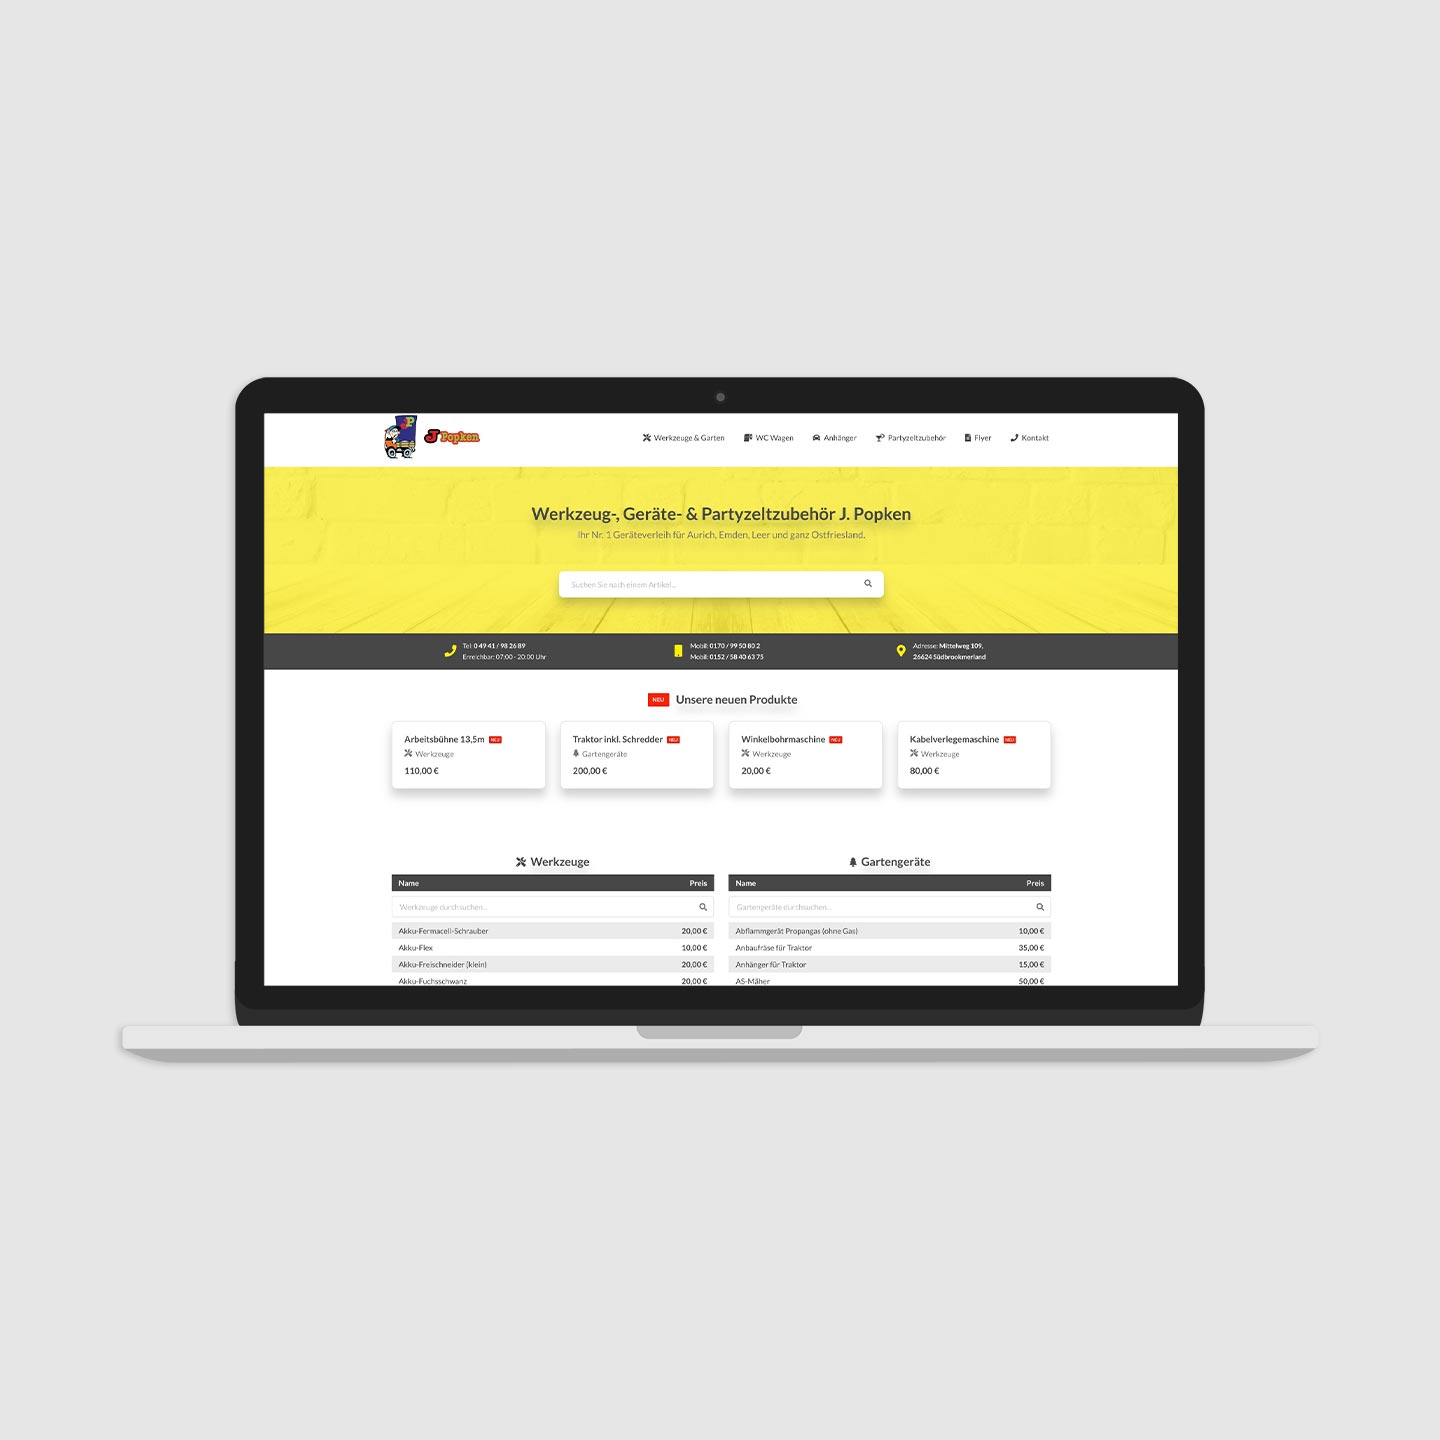 JP
J Popken
Werkzeuge & Garten
WC Wagen
Anhänger
Partyzeltzubehör
Flyer
Kontakt
Werkzeug-, Geräte- & Partyzeltzubehör J. Popken
Ihr Nr. 1 Geräteverleih für Aurich, Emden, Leer und ganz Ostfriesland.
Suchen Sie nach einem Artikel...
Tel: 0 49 41 / 98 26 89
Erreichbar: 07:00 - 20:00 Uhr
Mobil: 0170 / 99 50 80 2
Mobil: 0152 / 58 40 63 75
Adresse: Mittelweg 109,
26624 Südbrookmerland
NEU Unsere neuen Produkte
Arbeitsbühne 13,5m NEU
Werkzeuge
110,00 €
Traktor inkl. Schredder NEU
Gartengeräte
200,00 €
Winkelbohrmaschine NEU
Werkzeuge
20,00 €
Kabelverlegemaschine NEU
Werkzeuge
80,00 €
Werkzeuge
Name Preis
Werkzeuge durchsuchen...
Akku-Fermacell-Schrauber 20,00 €
Akku-Flex 10,00 €
Akku-Freischneider (klein) 20,00 €
Akku-Fuchsschwanz 20,00 €
Gartengeräte
Name Preis
Gartengeräte durchsuchen...
Abflammgerät Propangas (ohne Gas) 10,00 €
Anbaufräse für Traktor 35,00 €
Anhänger für Traktor 15,00 €
AS-Mäher 50,00 €